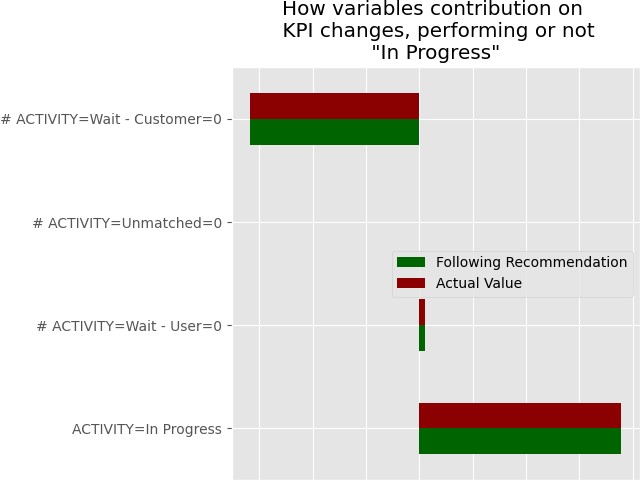 How variables contribution on
KPI changes, performing or not
"In Progress"
# ACTIVITY=Wait - Customer=0
# ACTIVITY=Unmatched=0
Following Recommendation
Actual Value
# ACTIVITY=Wait - User=0
ACTIVITY=In Progress